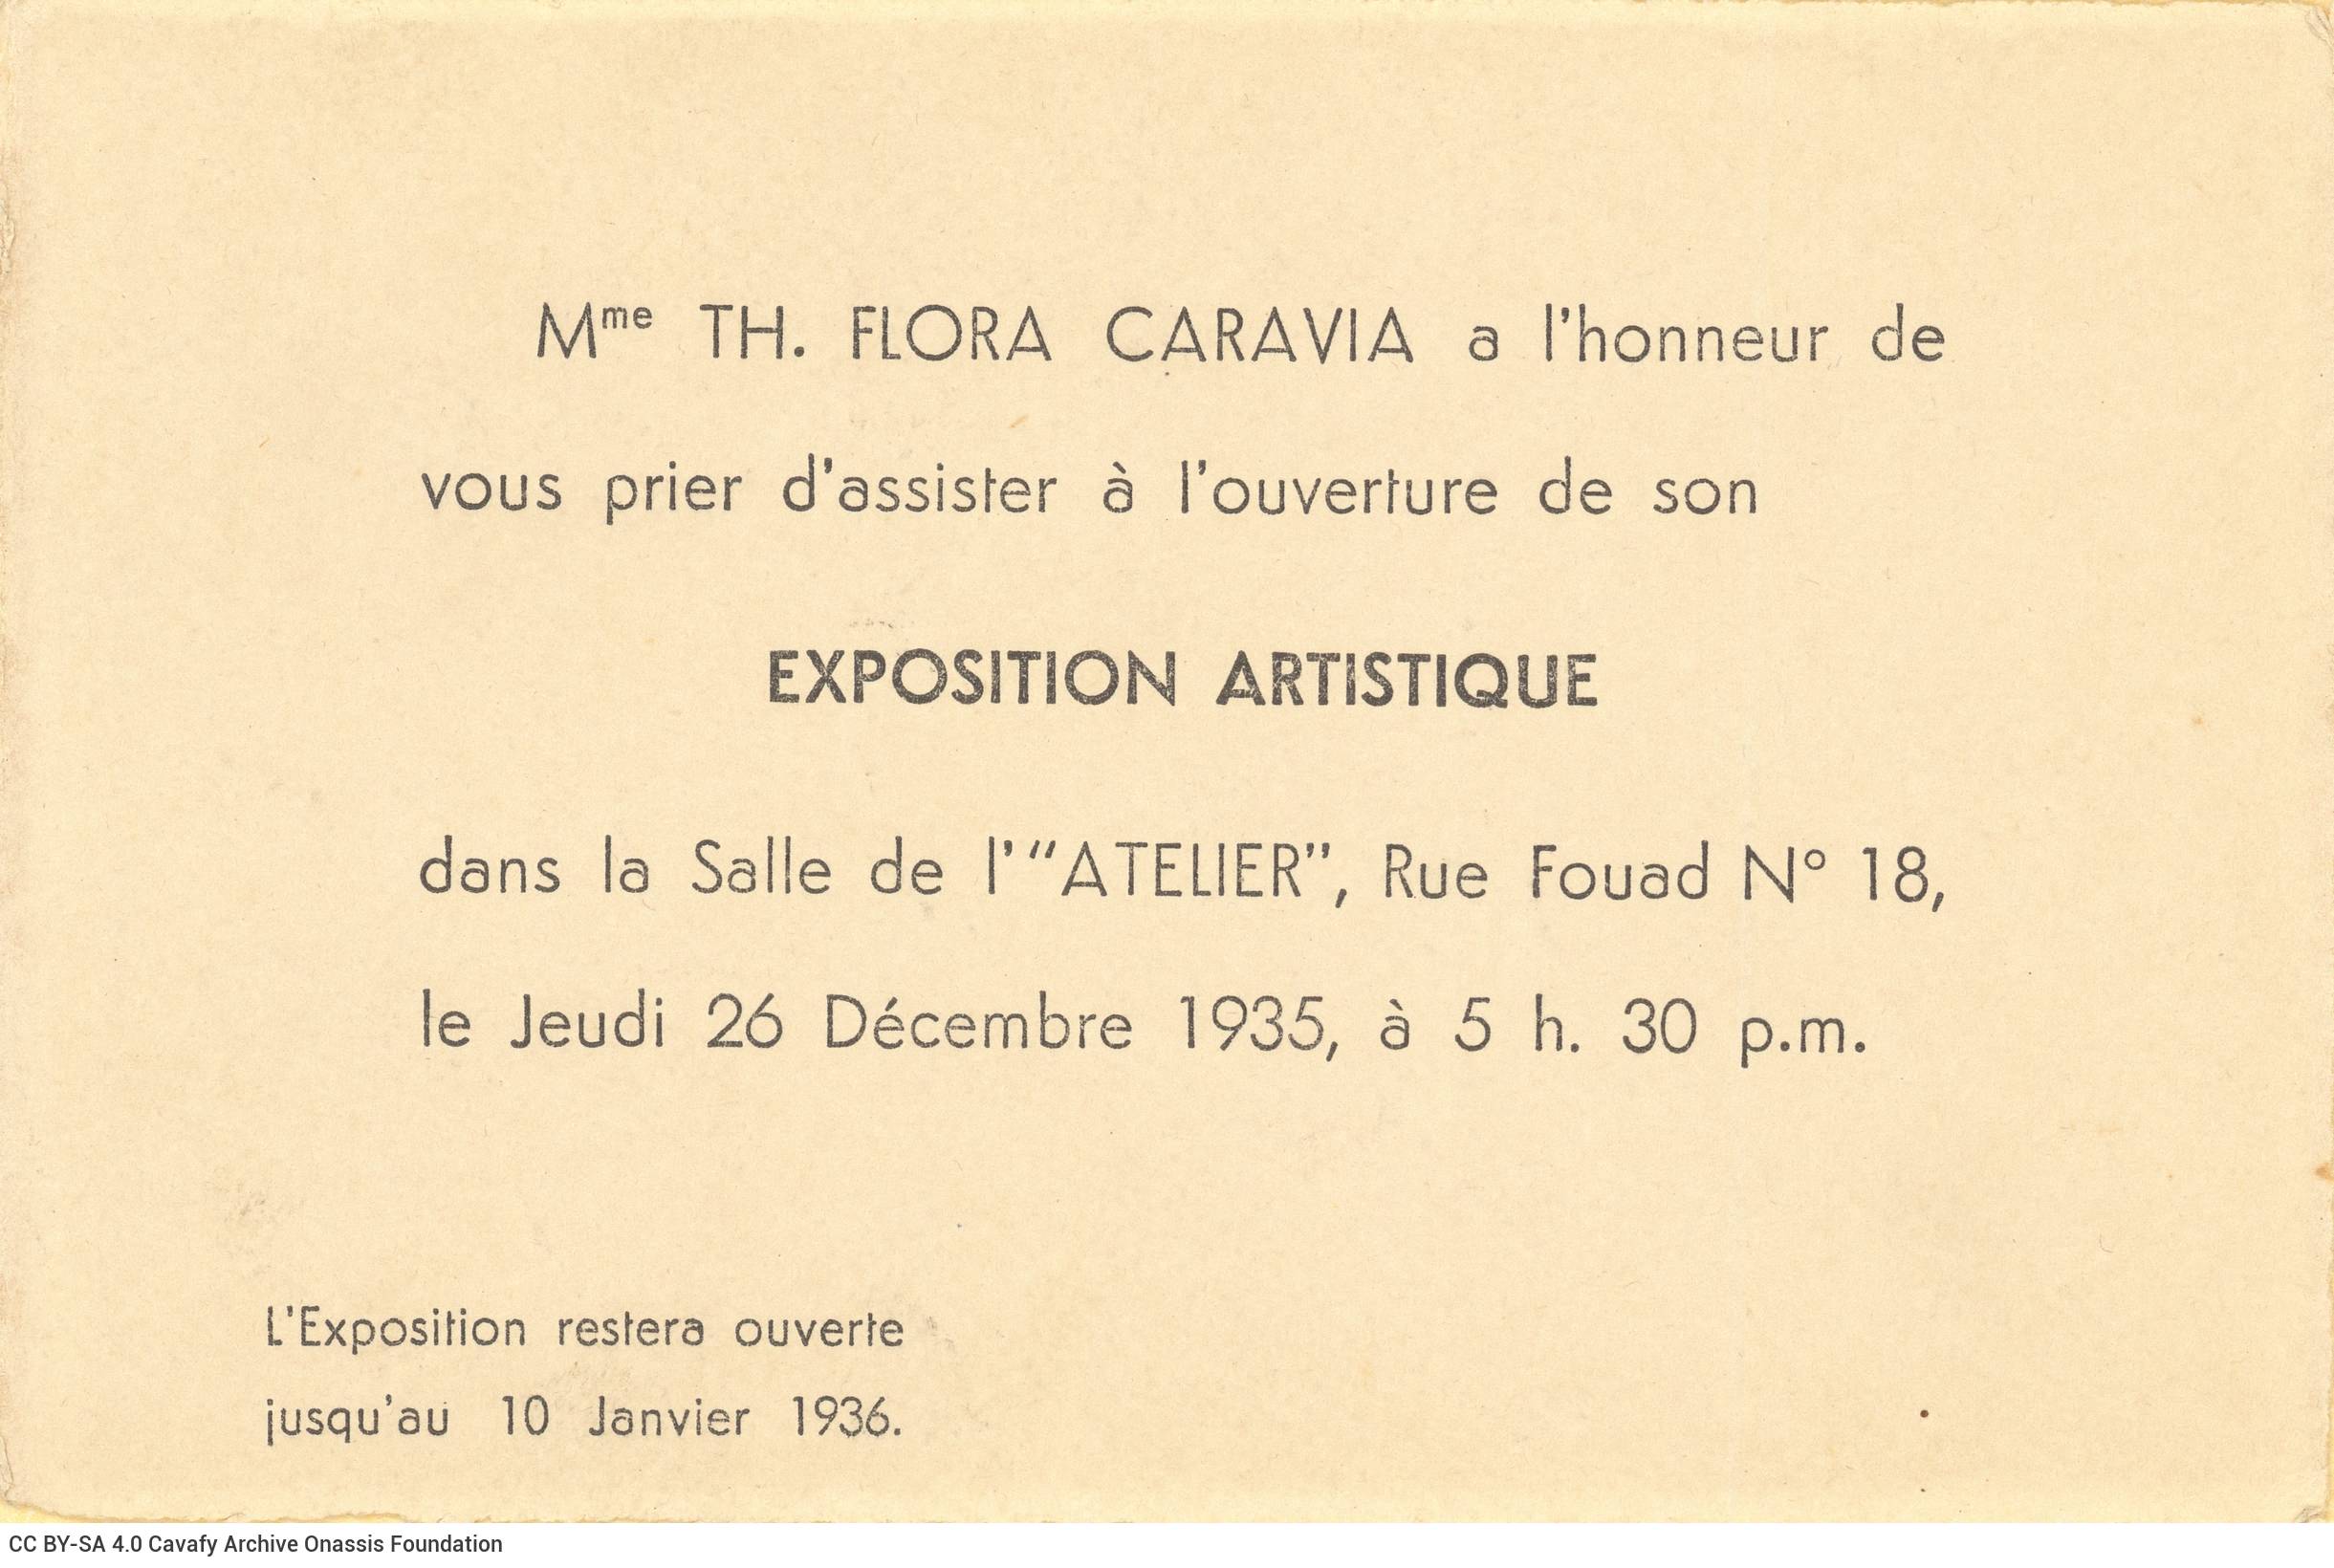 Mme TH. FLORA CARAVIA a l'honneur de
vous prier d'assister à l'ouverture de son
EXPOSITION ARTISTIQUE
dans la Salle de l'"ATELIER", Rue Fouad N° 18,
le Jeudi 26 Décembre 1935, à 5 h. 30 p.m.
L'Exposition restera ouverte
jusqu'au 10 Janvier 1936.
CC BY-SA 4.0 Cavafy Archive Onassis Foundation